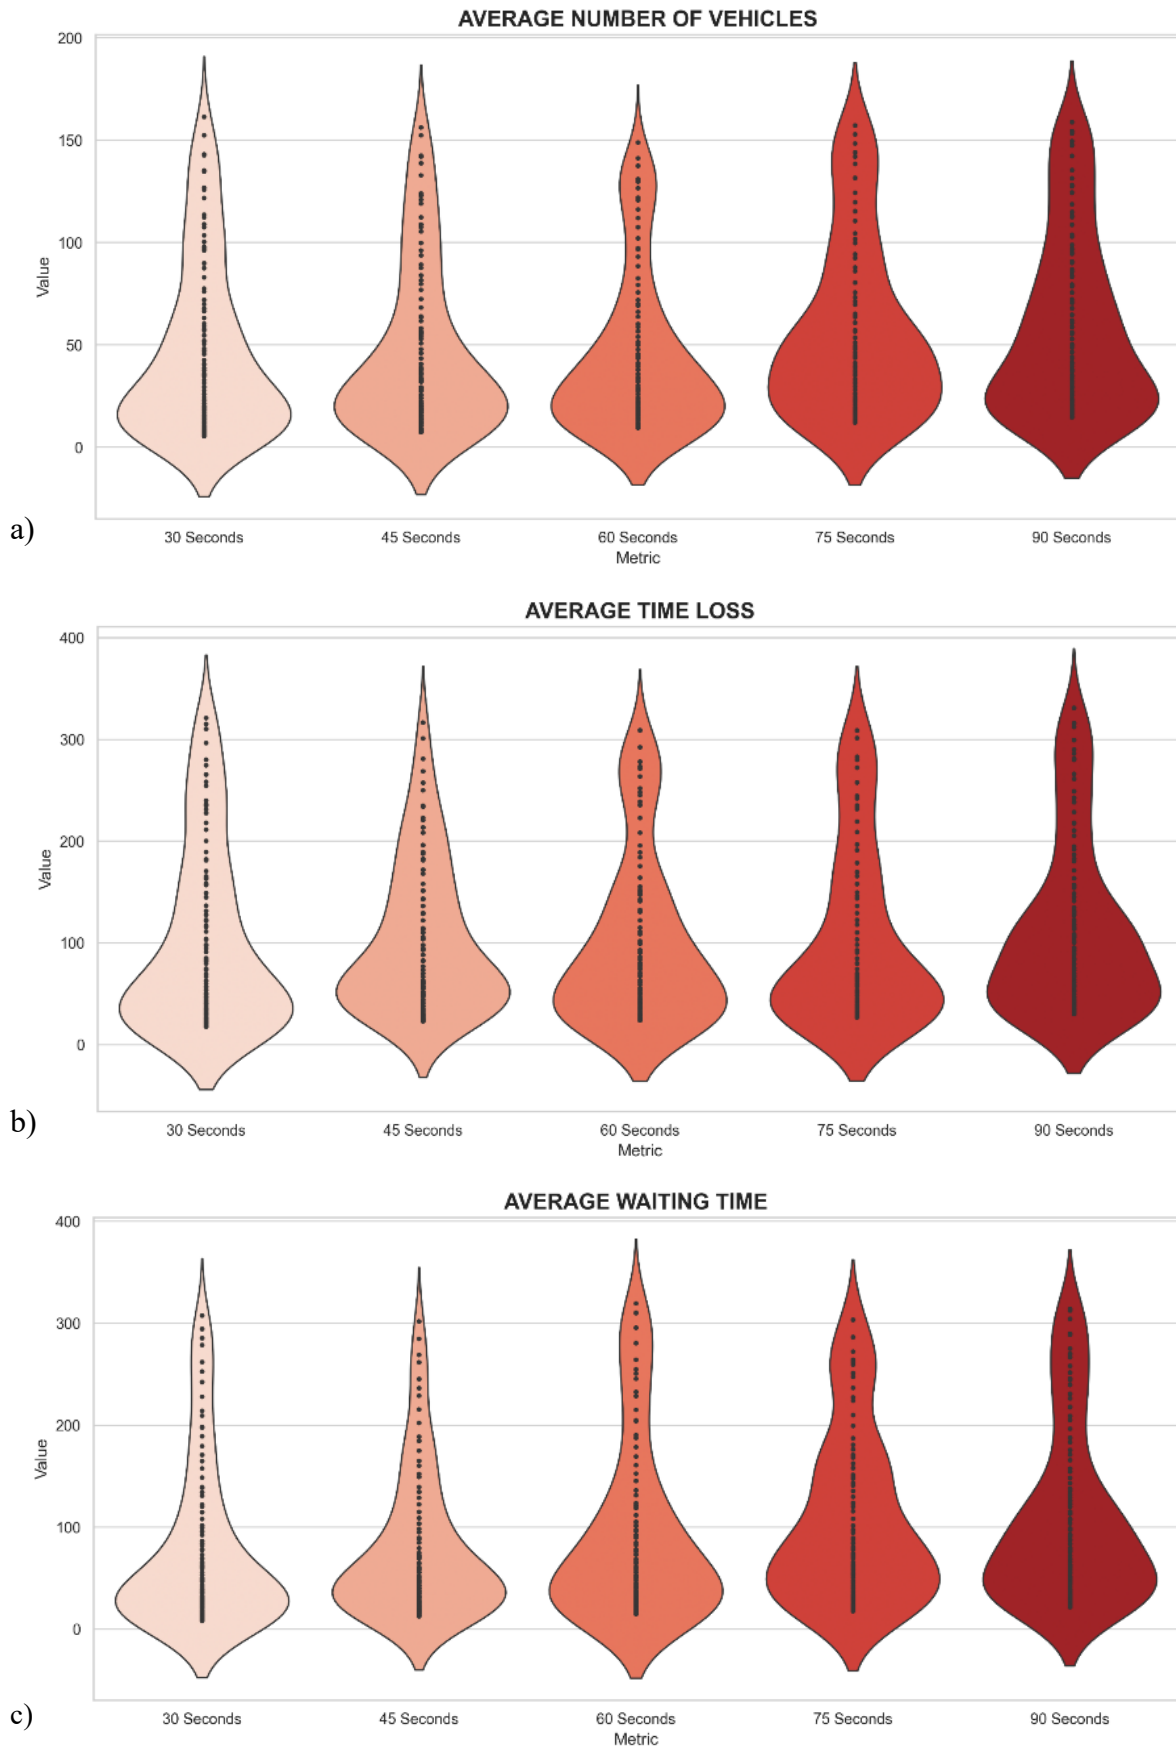 AVERAGE NUMBER OF VEHICLES
200
150
100
50
0
Value
a)
30 Seconds 45 Seconds 60 Seconds 75 Seconds 90 Seconds
Metric
AVERAGE TIME LOSS
400
300
200
100
0
Value
b)
30 Seconds 45 Seconds 60 Seconds 75 Seconds 90 Seconds
Metric
AVERAGE WAITING TIME
400
300
200
100
0
Value
c)
30 Seconds 45 Seconds 60 Seconds 75 Seconds 90 Seconds
Metric